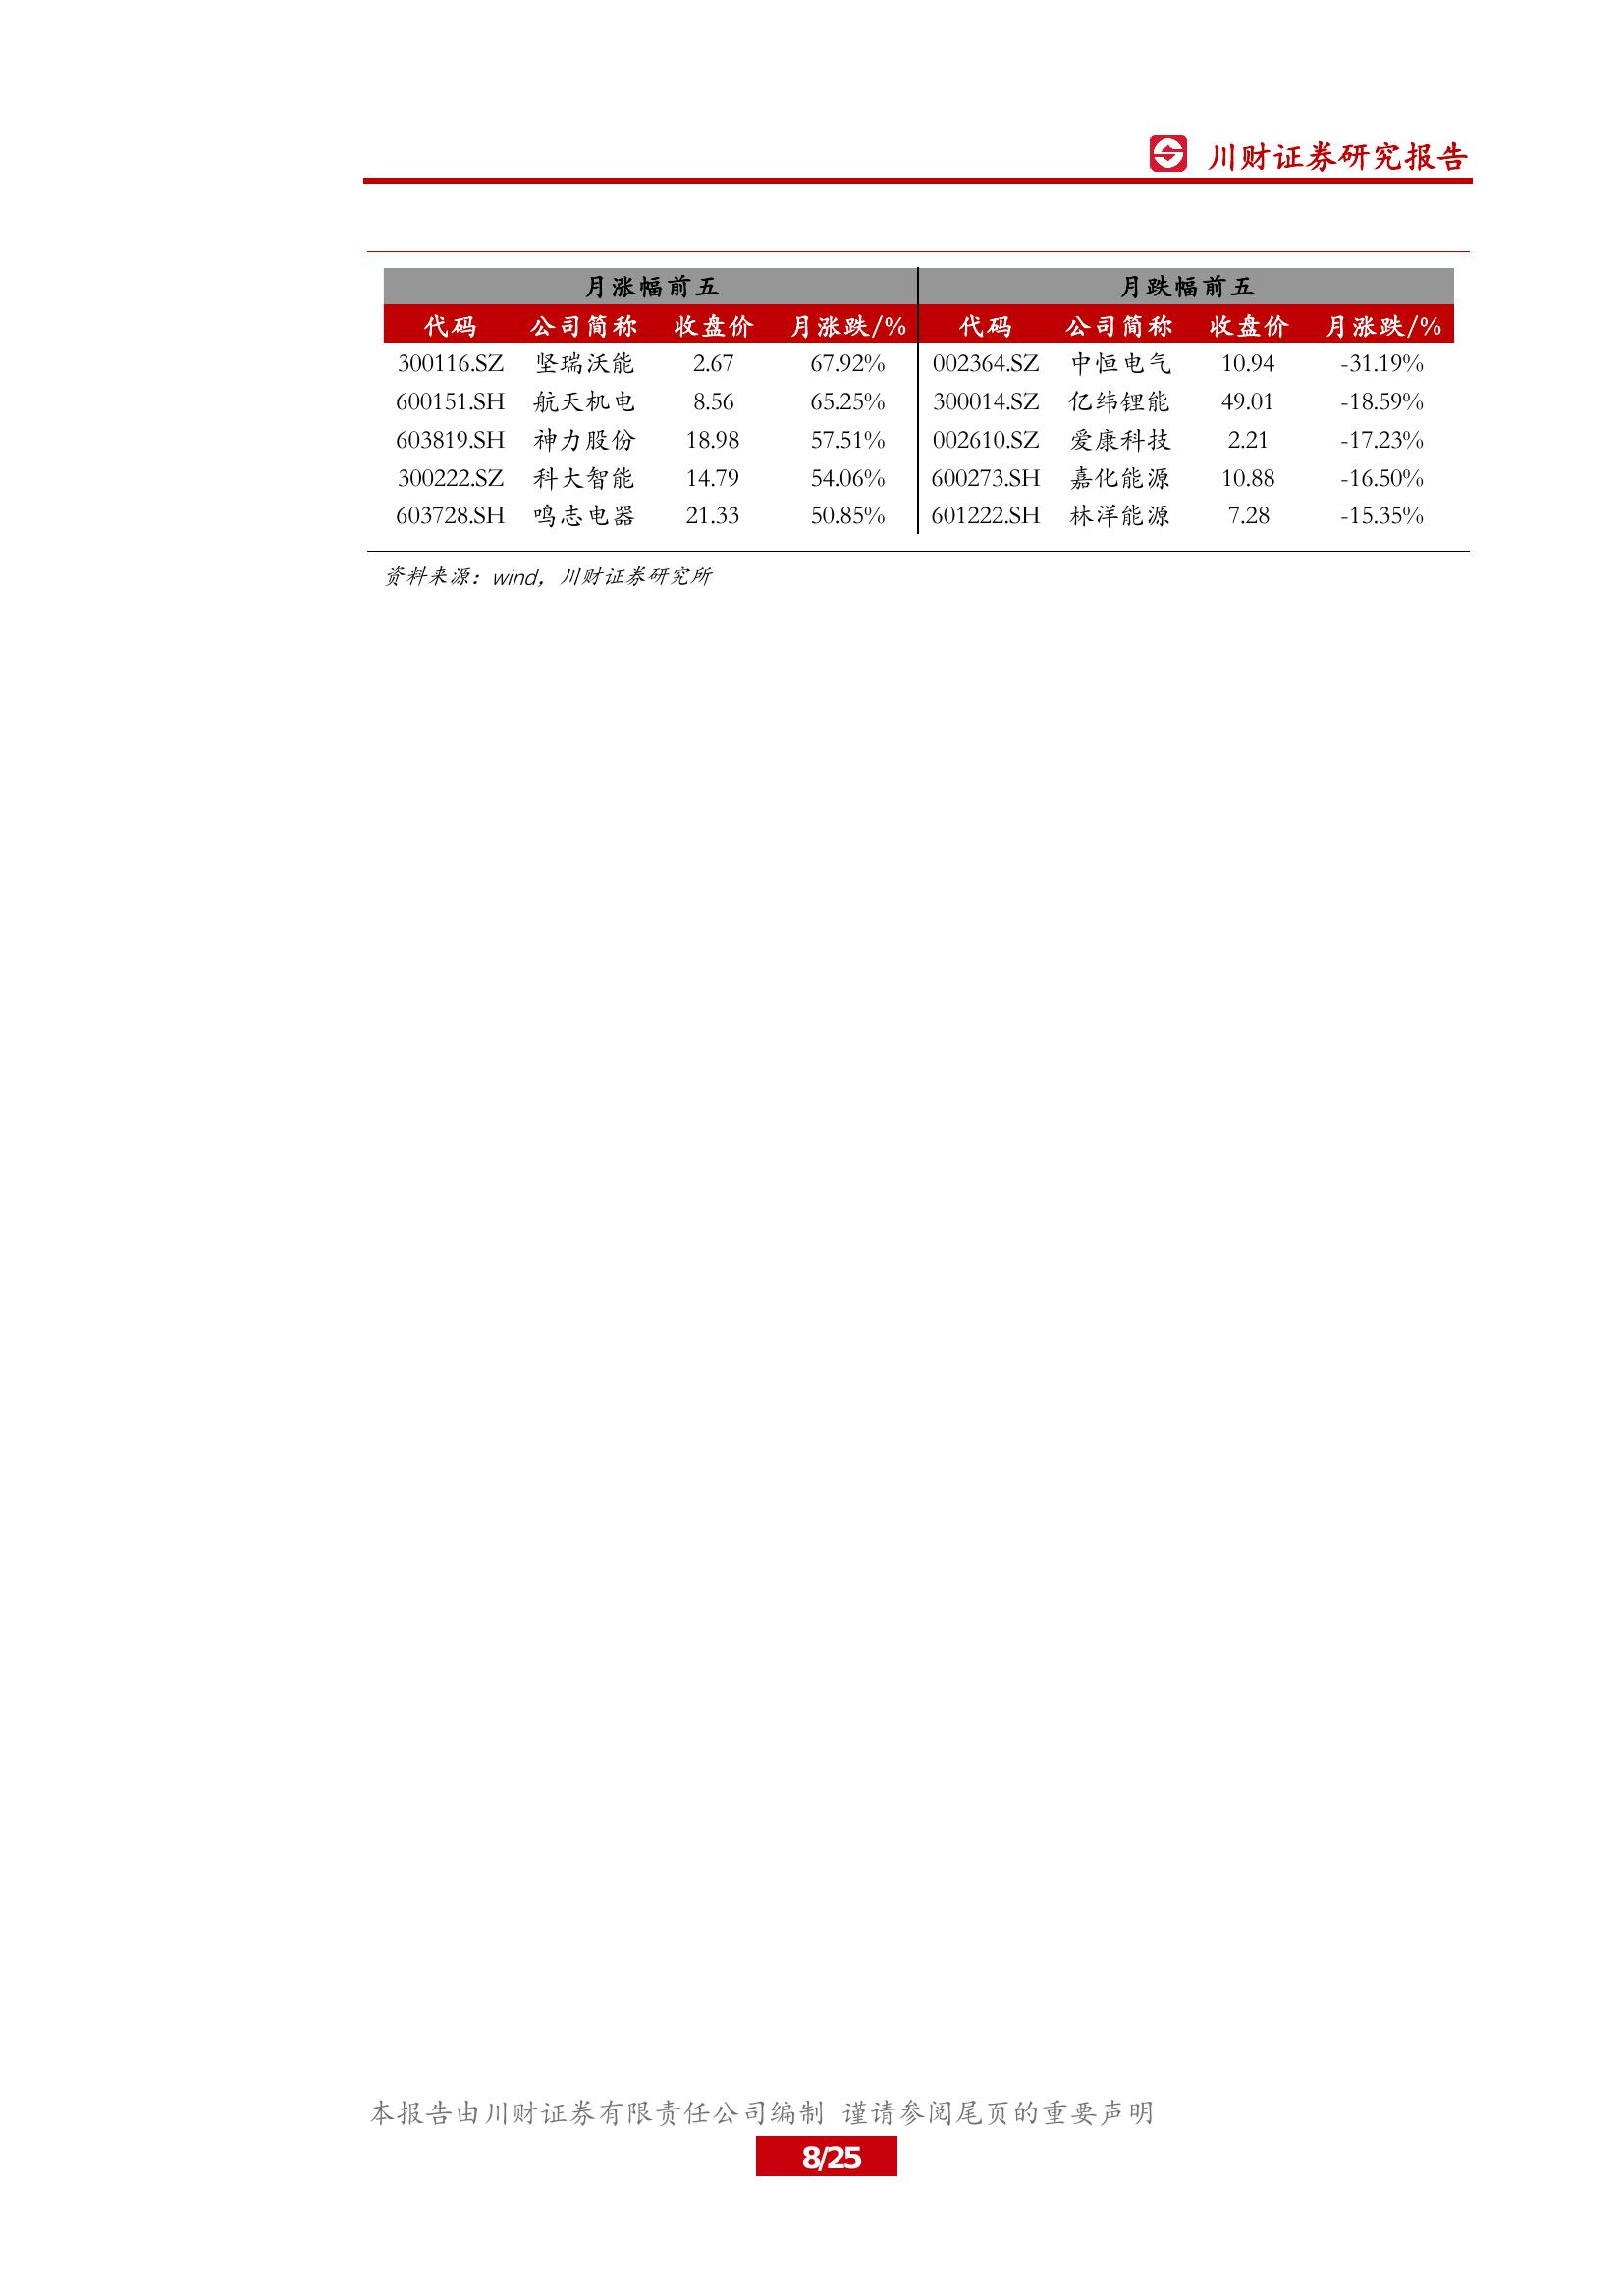 川财证券研究报告
月涨幅前五 月跌幅前五
代码 公司简称 收盘价 月涨跌/% 代码 公司简称 收盘价 月涨跌/%
300116.SZ 坚瑞沃能 2.67 67.92% 002364.SZ 中恒电气 10.94 -31.19%
600151.SH 航天机电 8.56 65.25% 300014.SZ 亿纬锂能 49.01 -18.59%
603819.SH 神力股份 18.98 57.51% 002610.SZ 爱康科技 2.21 -17.23%
300222.SZ 科大智能 14.79 54.06% 600273.SH 嘉化能源 10.88 -16.50%
603728.SH 鸣志电器 21.33 50.85% 601222.SH 林洋能源 7.28 -15.35%
资料来源：wind，川财证券研究所
本报告由川财证券有限责任公司编制 谨请参阅尾页的重要声明
8/25